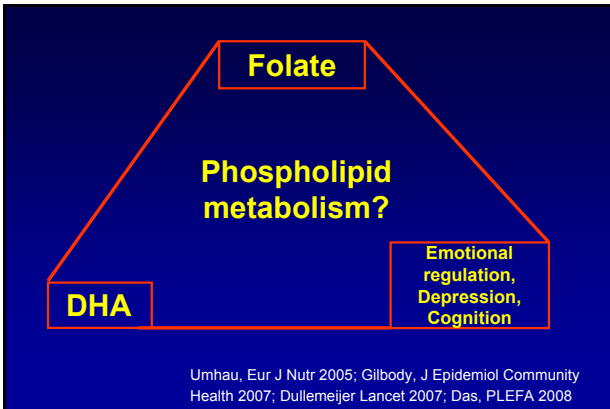 Folate
Phospholipid
metabolism?
DHA
Emotional
regulation,
Depression,
Cognition
Umhau, Eur J Nutr 2005; Gilbody, J Epidemiol Community
Health 2007; Dullemeijer Lancet 2007; Das, PLEFA 2008